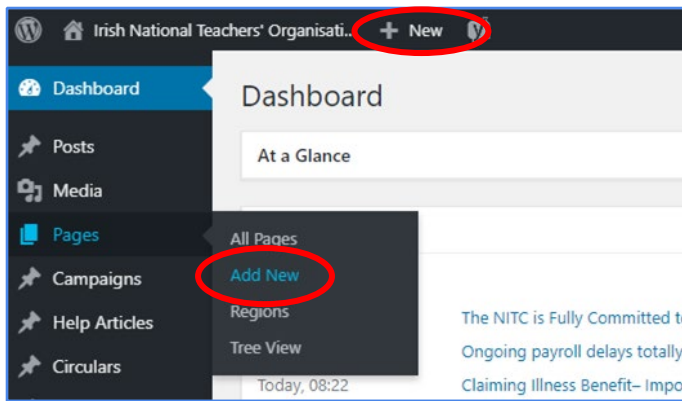 Irish National Teachers' Organisati... + New
Dashboard
Posts
Media
Pages
Campaigns
Help Articles
Circulars
All Pages
Add New
Regions
Tree View
Dashboard
At a Glance
The NITC is Fully Committed t
Ongoing payroll delays totally
Today, 08:22 Claiming Illness Benefit– Impo